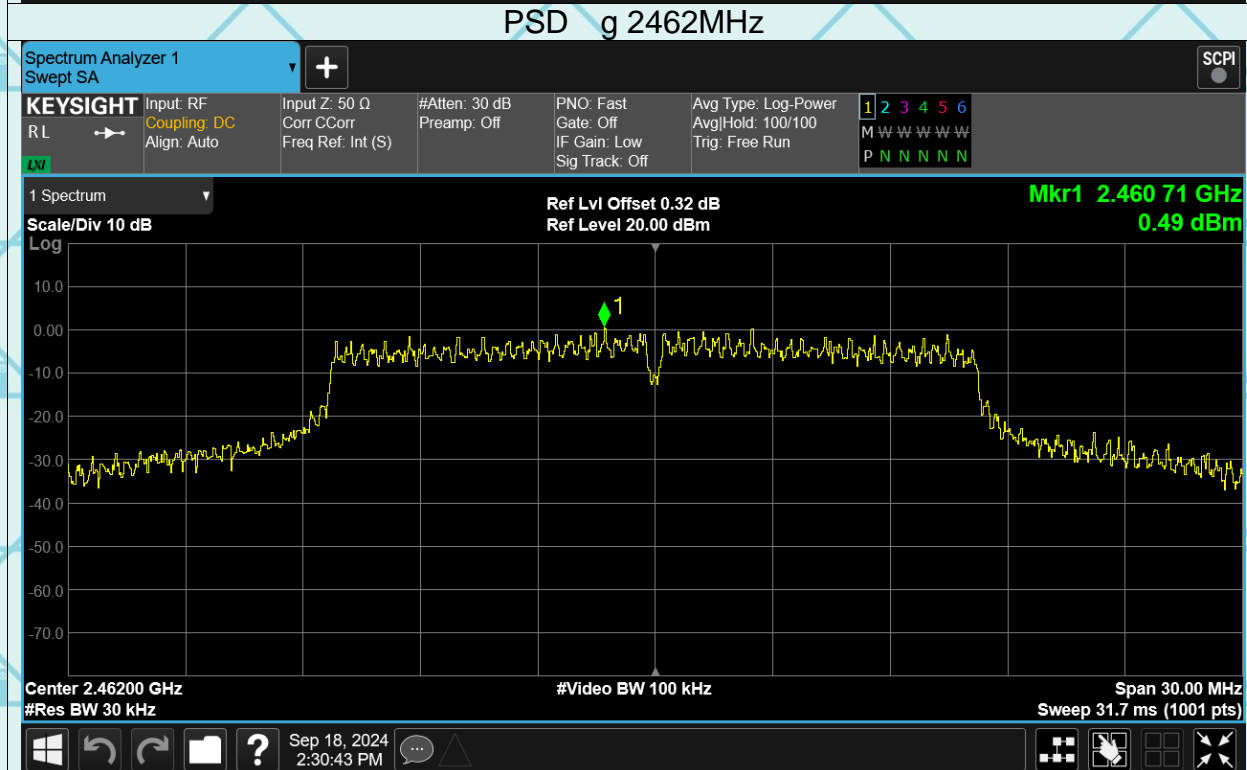 PSD g 2462MHz
Spectrum Analyzer 1
Swept SA
+
SCPI
KEYSIGHT
R L
LXI
Input: RF
Coupling: DC
Align: Auto
Input Z: 50 Ω
Corr CCorr
Freq Ref: Int (S)
#Atten: 30 dB
Preamp: Off
PNO: Fast
Gate: Off
IF Gain: Low
Sig Track: Off
Avg Type: Log-Power
Avg|Hold: 100/100
Trig: Free Run
1 2 3 4 5 6
M W W W W W
P N N N N N
1 Spectrum
Scale/Div 10 dB
Ref Lvl Offset 0.32 dB
Ref Level 20.00 dBm
Mkr1 2.460 71 GHz
0.49 dBm
Log
10.0
0.00
-10.0
-20.0
-30.0
-40.0
-50.0
-60.0
-70.0
1
Center 2.46200 GHz
#Res BW 30 kHz
#Video BW 100 kHz
Span 30.00 MHz
Sweep 31.7 ms (1001 pts)
?
Sep 18, 2024
2:30:43 PM